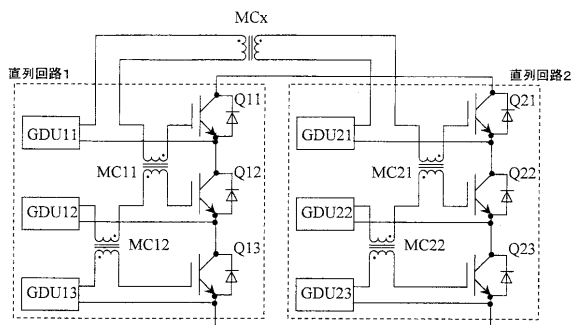 MCx
直列回路1
直列回路2
Q11
Q21
GDU11
GDU21
MC11
MC21
Q12
Q22
GDU12
GDU22
MC12
MC22
Q13
Q23
GDU13
GDU23